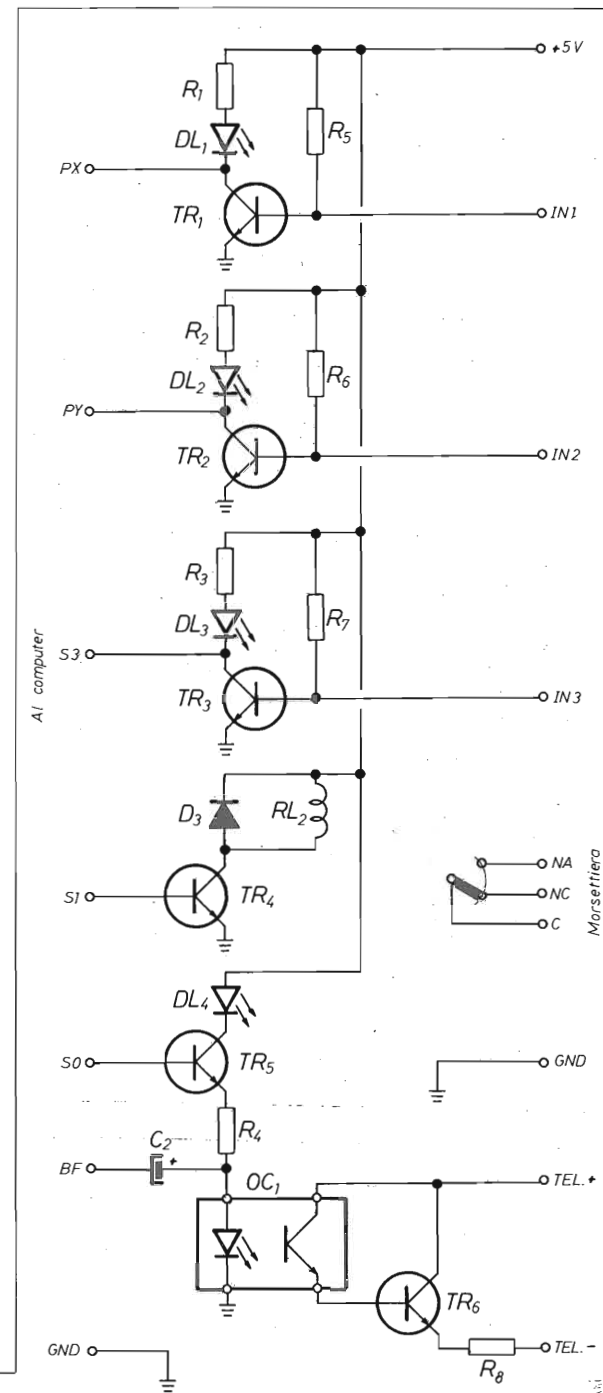 +5V
R1
DL1
R5
PX
TR1
IN1
R2
DL2
R6
PY
TR2
IN2
R3
DL3
R7
S3
TR3
IN3
Al computer
D3
RL2
NA
S1
TR4
NC
C
Morsettiera
DL4
S0
TR5
GND
R4
C2
+
BF
OC1
TEL.+
TR6
GND
R8
TEL.-